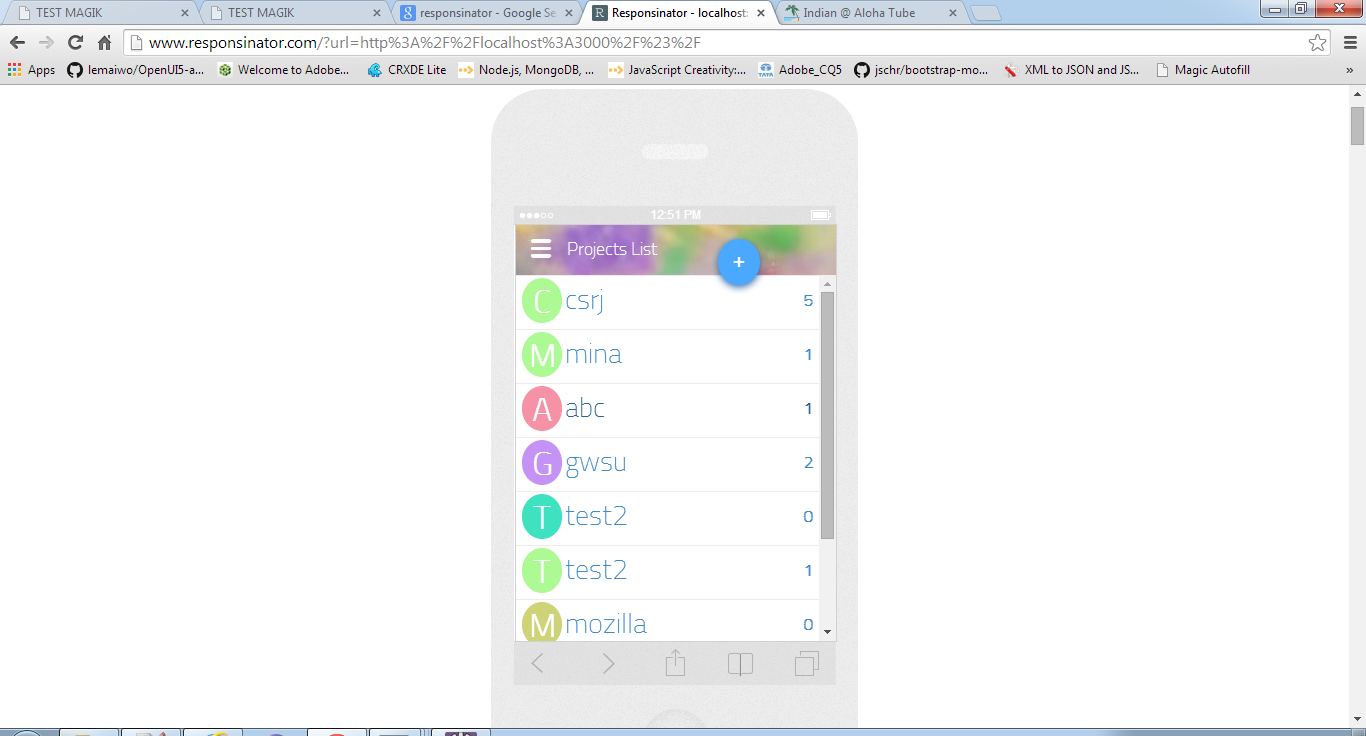 TEST MAGIK
TEST MAGIK
responsinator - Google Se
Responsinator - localhost:
Indian @ Aloha Tube
www.responsinator.com/?url=http%3A%2F%2Flocalhost%3A3000%2F%23%2F
Apps
lemaiwo/OpenUI5-a...
Welcome to Adobe...
CRXDE Lite
Node.js, MongoDB, ...
JavaScript Creativity:...
Adobe_CQ5
jschr/bootstrap-mo...
XML to JSON and JS...
Magic Autofill
»
12:51 PM
Projects List
+
C csrj 5
M mina 1
A abc 1
G gwsu 2
T test2 0
T test2 1
M mozilla 0